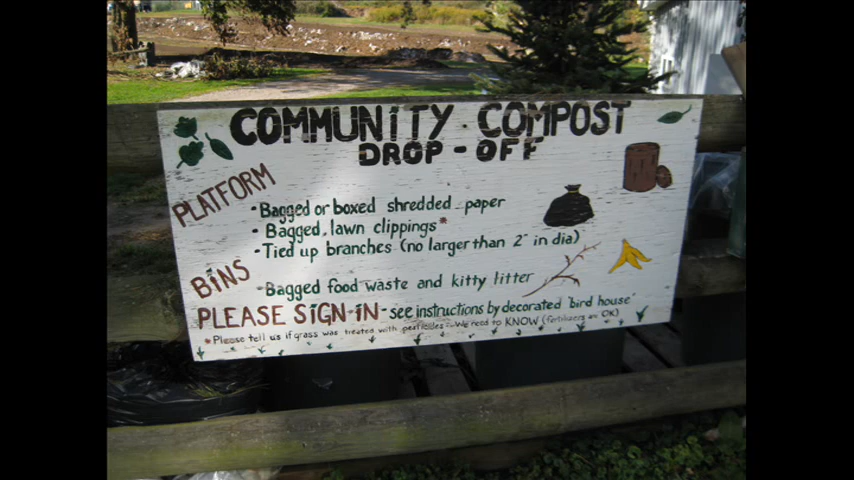 COMMUNITY COMPOST
DROP-OFF
PLATFORM
• Bagged or boxed shredded paper
• Bagged lawn clippings*
• Tied up branches (no larger than 2" in dia)
BINS
• Bagged food waste and kitty litter
PLEASE SIGN-IN - see instructions by decorated "bird house"
*Please tell us if grass was treated with pesticides - We need to KNOW (fertilizers are OK)